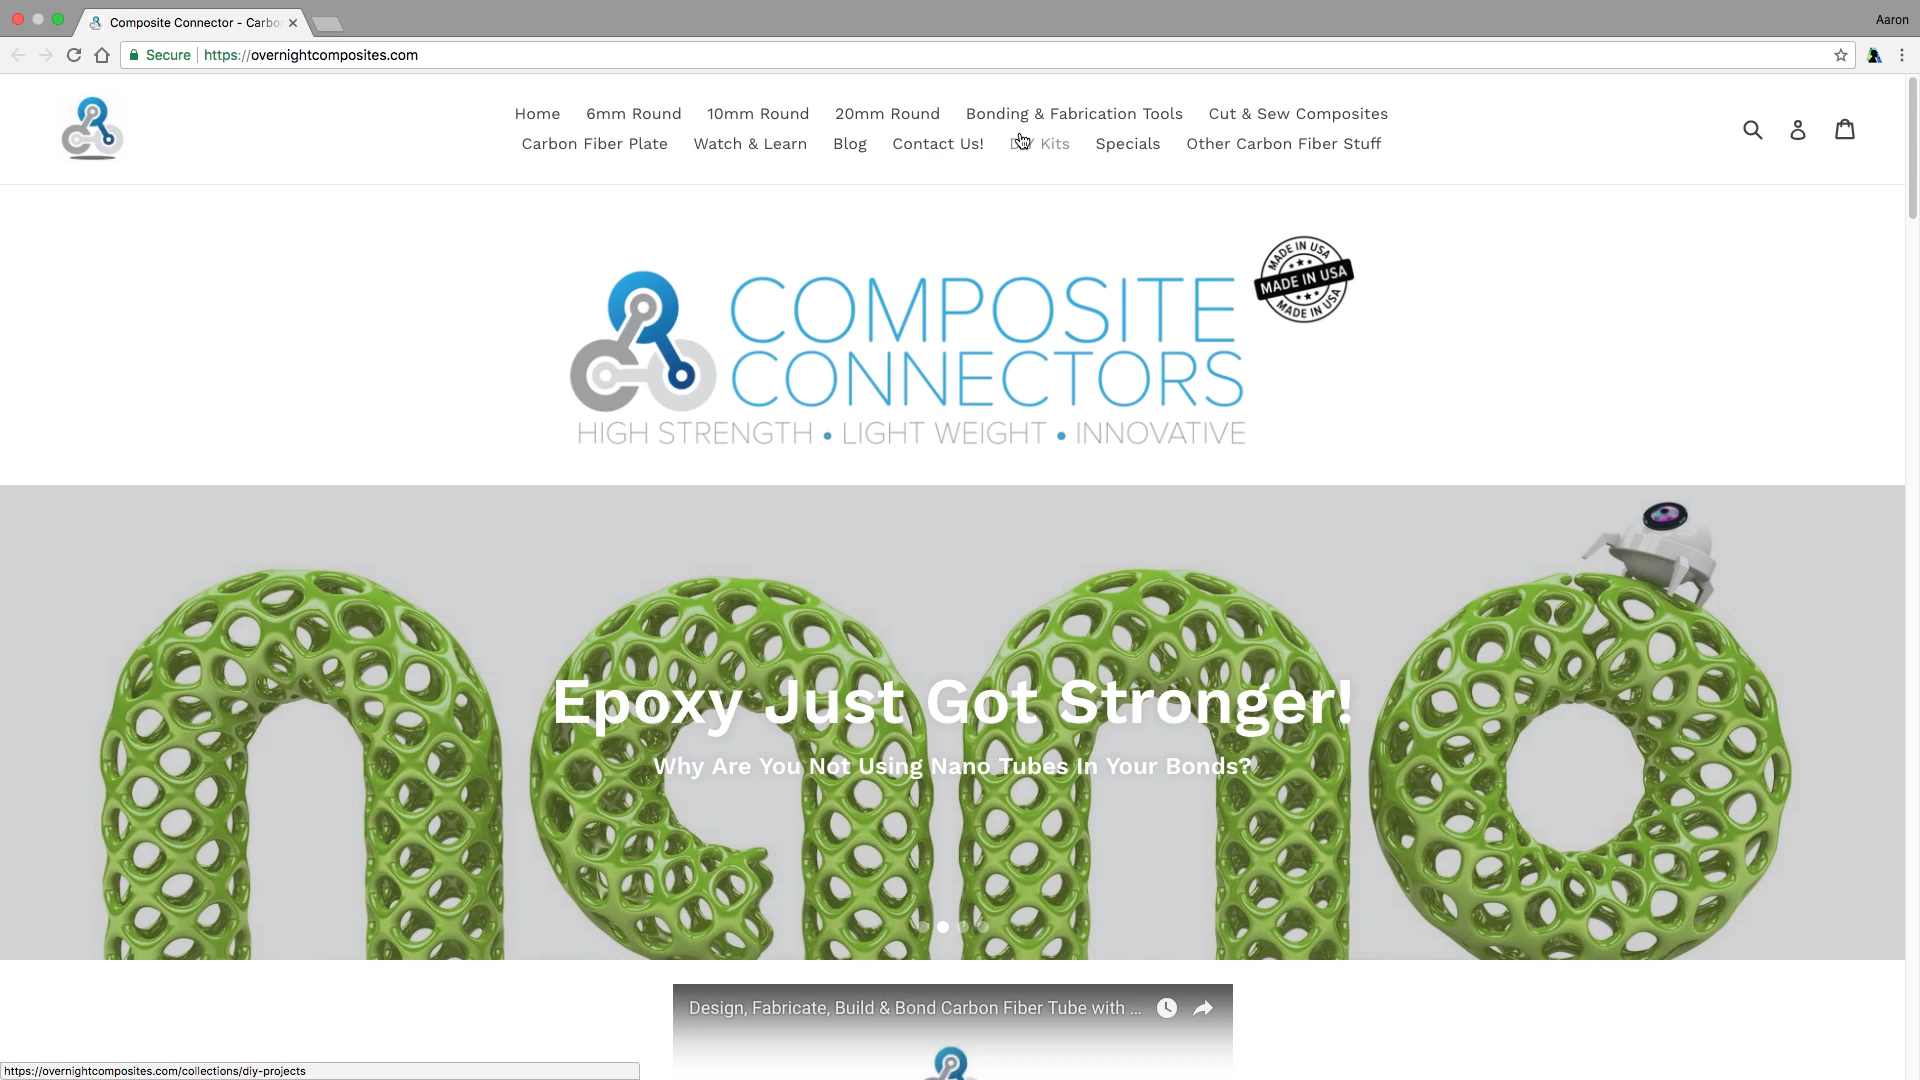 Composite Connector - Carbo
Aaron
Secure
https://overnightcomposites.com
Home 6mm Round 10mm Round 20mm Round Bonding & Fabrication Tools Cut & Sew Composites
Carbon Fiber Plate Watch & Learn Blog Contact Us! DIY Kits Specials Other Carbon Fiber Stuff
MADE IN USA
MADE IN USA
MADE IN USA
COMPOSITE
CONNECTORS
HIGH STRENGTH • LIGHT WEIGHT • INNOVATIVE
nano
Epoxy Just Got Stronger!
Why Are You Not Using Nano Tubes In Your Bonds?
Design, Fabricate, Build & Bond Carbon Fiber Tube with ...
https://overnightcomposites.com/collections/diy-projects